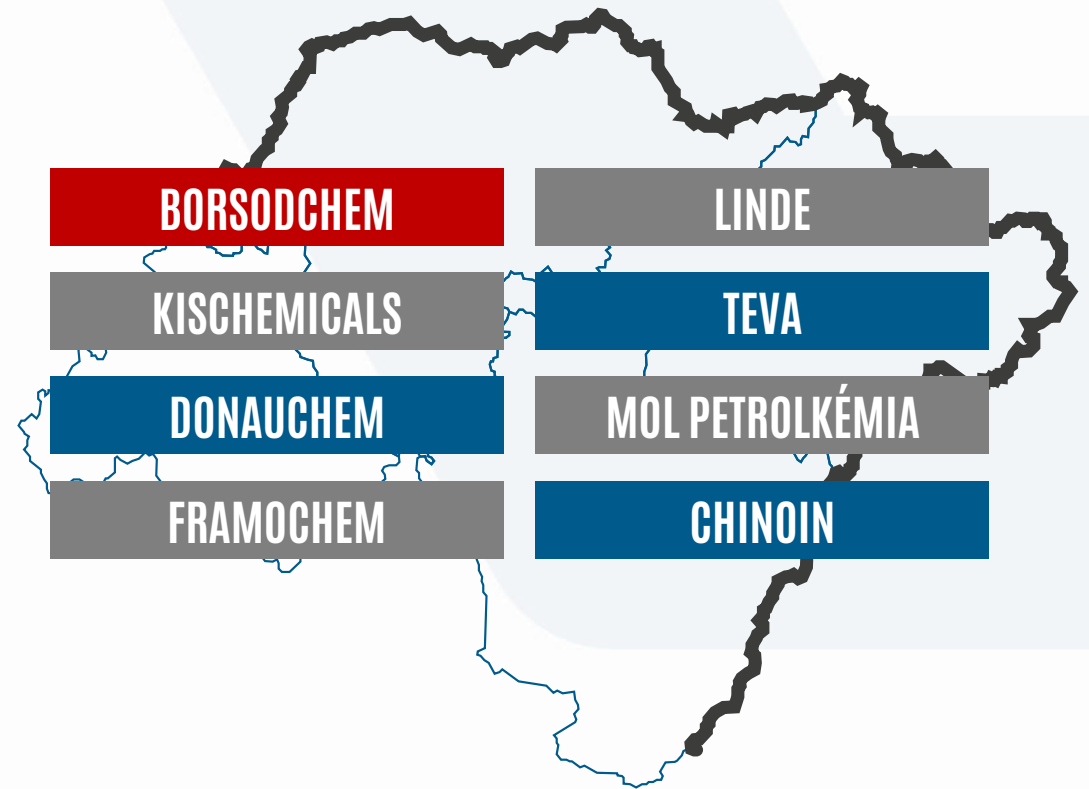 BORSODCHEM
LINDE
KISCHEMICALS
TEVA
DONAUCHEM
MOL PETROLKÉMIA
FRAMOCHEM
CHINOIN